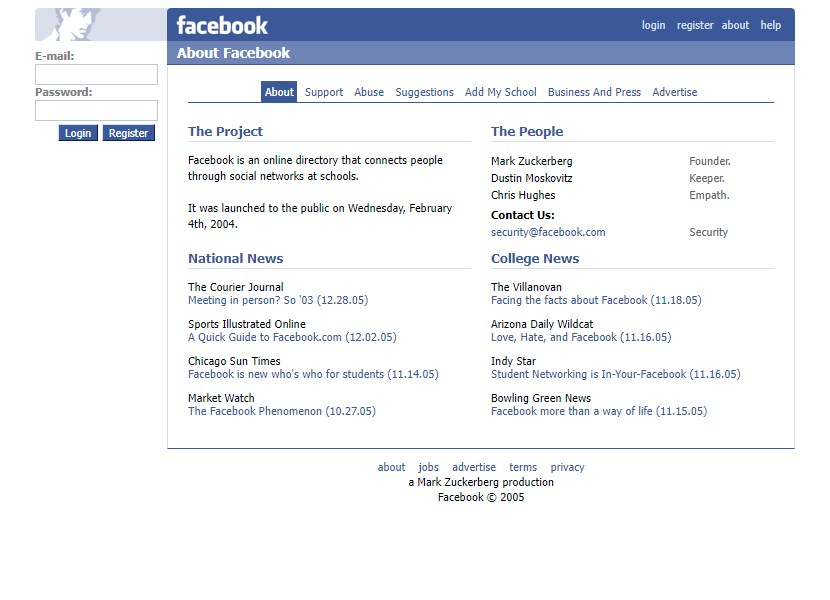 facebook
login register about help
E-mail:
Password:
Login Register
About Facebook
About Support Abuse Suggestions Add My School Business And Press Advertise
The Project
Facebook is an online directory that connects people
through social networks at schools.
It was launched to the public on Wednesday, February
4th, 2004.
The People
Mark Zuckerberg Founder.
Dustin Moskovitz Keeper.
Chris Hughes Empath.
Contact Us:
security@facebook.com Security
National News
The Courier Journal
Meeting in person? So '03 (12.28.05)
Sports Illustrated Online
A Quick Guide to Facebook.com (12.02.05)
Chicago Sun Times
Facebook is new who's who for students (11.14.05)
Market Watch
The Facebook Phenomenon (10.27.05)
College News
The Villanovan
Facing the facts about Facebook (11.18.05)
Arizona Daily Wildcat
Love, Hate, and Facebook (11.16.05)
Indy Star
Student Networking is In-Your-Facebook (11.16.05)
Bowling Green News
Facebook more than a way of life (11.15.05)
about jobs advertise terms privacy
a Mark Zuckerberg production
Facebook © 2005